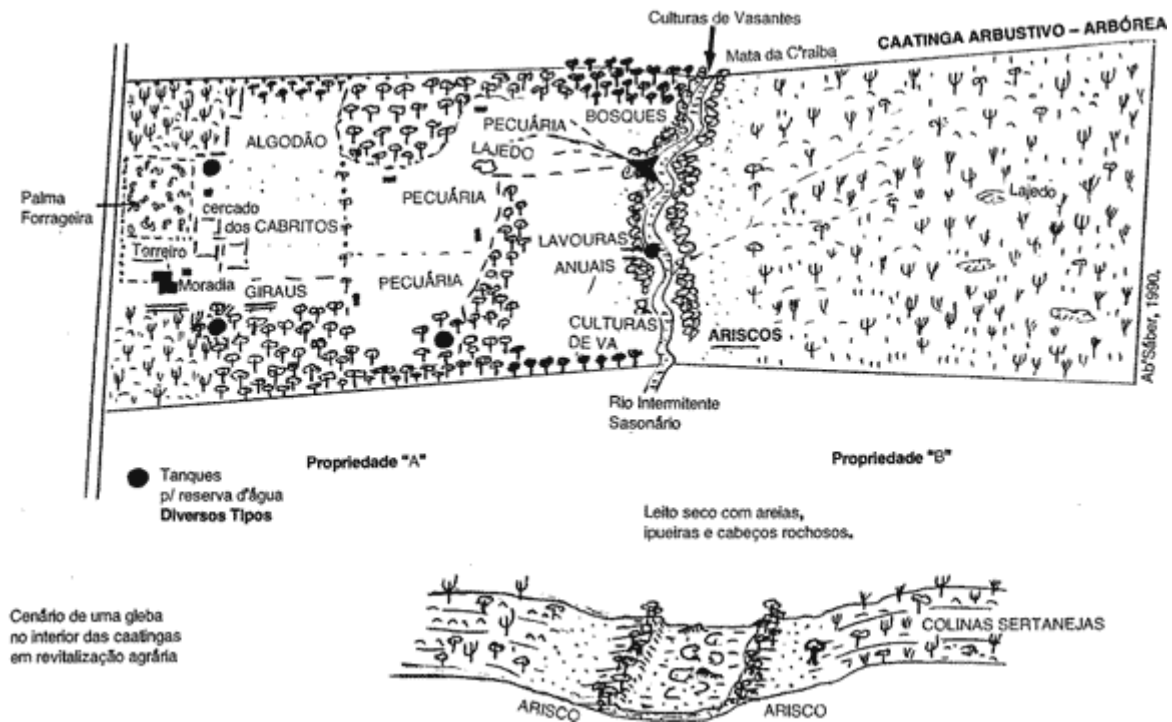 Culturas de Vasantes
Mata da C'raiba
CAATINGA ARBUSTIVO – ARBÓREA
ALGODÃO
PECUÁRIA
BOSQUES
LAJEDO
Lajedo
Palma
Forrageira
cercado
dos CABRITOS
PECUÁRIA
Torreiro
Moradia
GIRAUS
PECUÁRIA
LAVOURAS
ANUAIS
CULTURAS
DE VA
ARISCOS
Ab'Sáber, 1990.
Rio Intermitente
Sasonário
Propriedade "A"
Propriedade "B"
Tanques
p/ reserva d'água
Diversos Tipos
Leito seco com areias,
ipueiras e cabeços rochosos.
Cenário de uma gleba
no interior das caatingas
em revitalização agrária
COLINAS SERTANEJAS
ARISCO
ARISCO